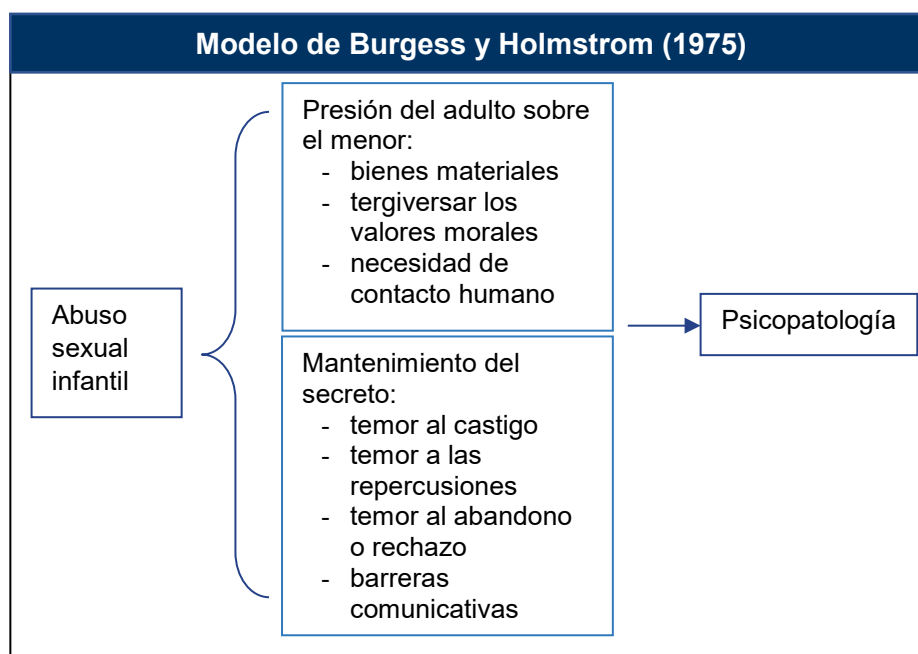 Modelo de Burgess y Holmstrom (1975)
Abuso
sexual
infantil
Presión del adulto sobre
el menor:
- bienes materiales
- tergiversar los
valores morales
- necesidad de
contacto humano
Mantenimiento del
secreto:
- temor al castigo
- temor a las
repercusiones
- temor al abandono
o rechazo
- barreras
comunicativas
Psicopatología